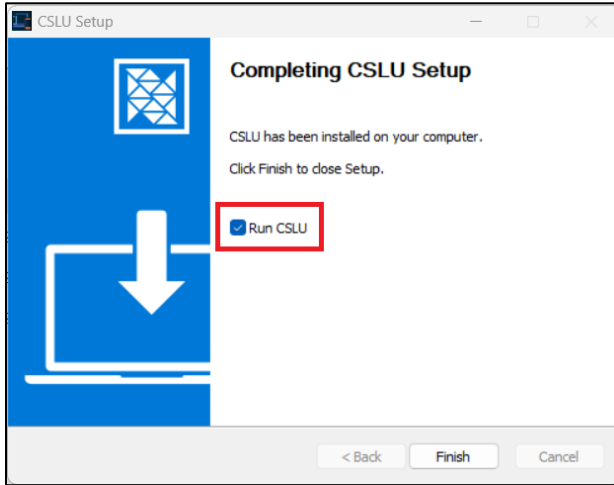 CSLU Setup
Completing CSLU Setup
CSLU has been installed on your computer.
Click Finish to close Setup.
Run CSLU
< Back Finish Cancel